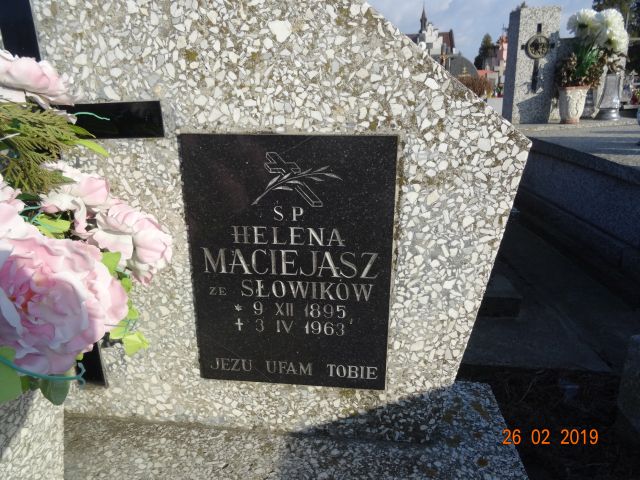 Ś.P
HELENA
MACIEJASZ
ZE SŁOWIKÓW
* 9 XII 1895
+ 3 IV 1963
JEZU UFAM TOBIE
26 02 2019